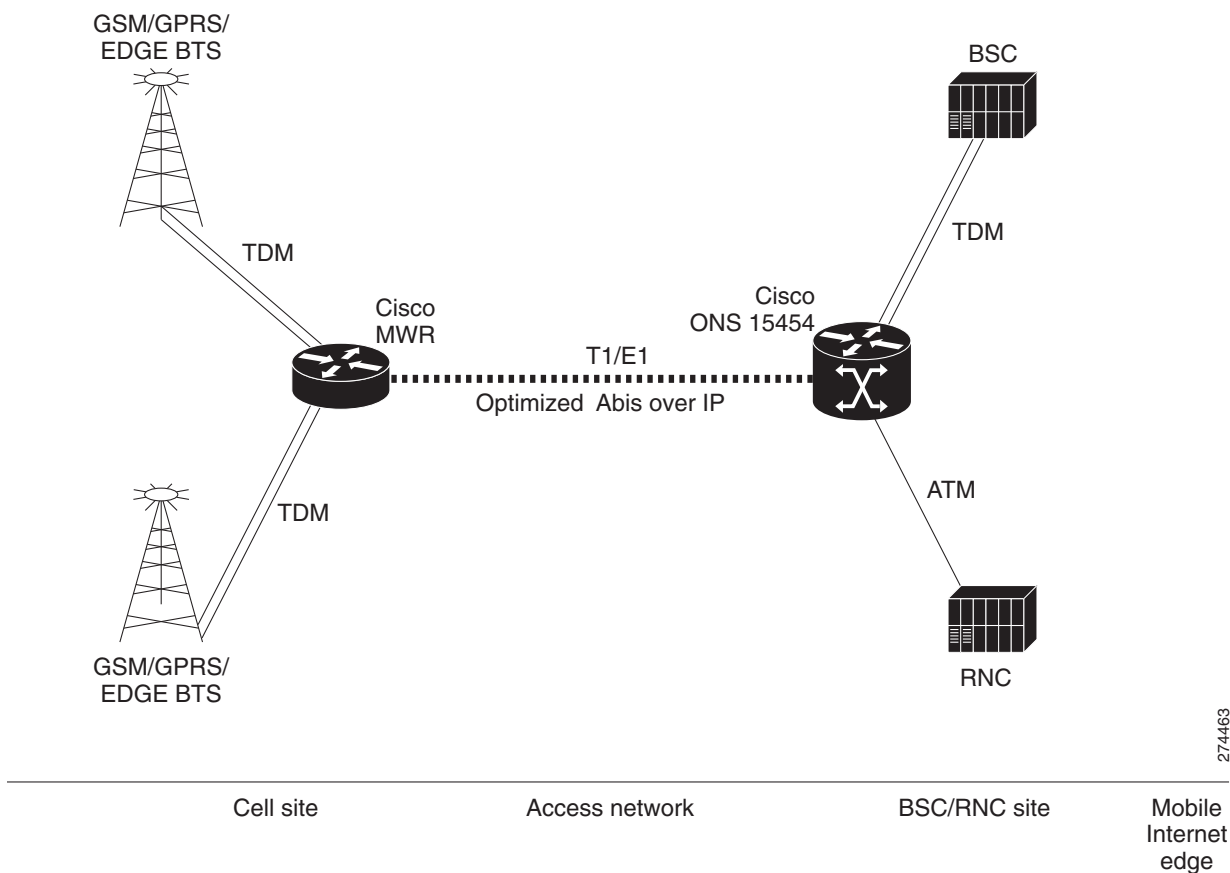 GSM/GPRS/
EDGE BTS
BSC
TDM
TDM
Cisco
MWR
Cisco
ONS 15454
T1/E1
Optimized Abis over IP
TDM
ATM
GSM/GPRS/
EDGE BTS
RNC
274463
Cell site
Access network
BSC/RNC site
Mobile
Internet
edge